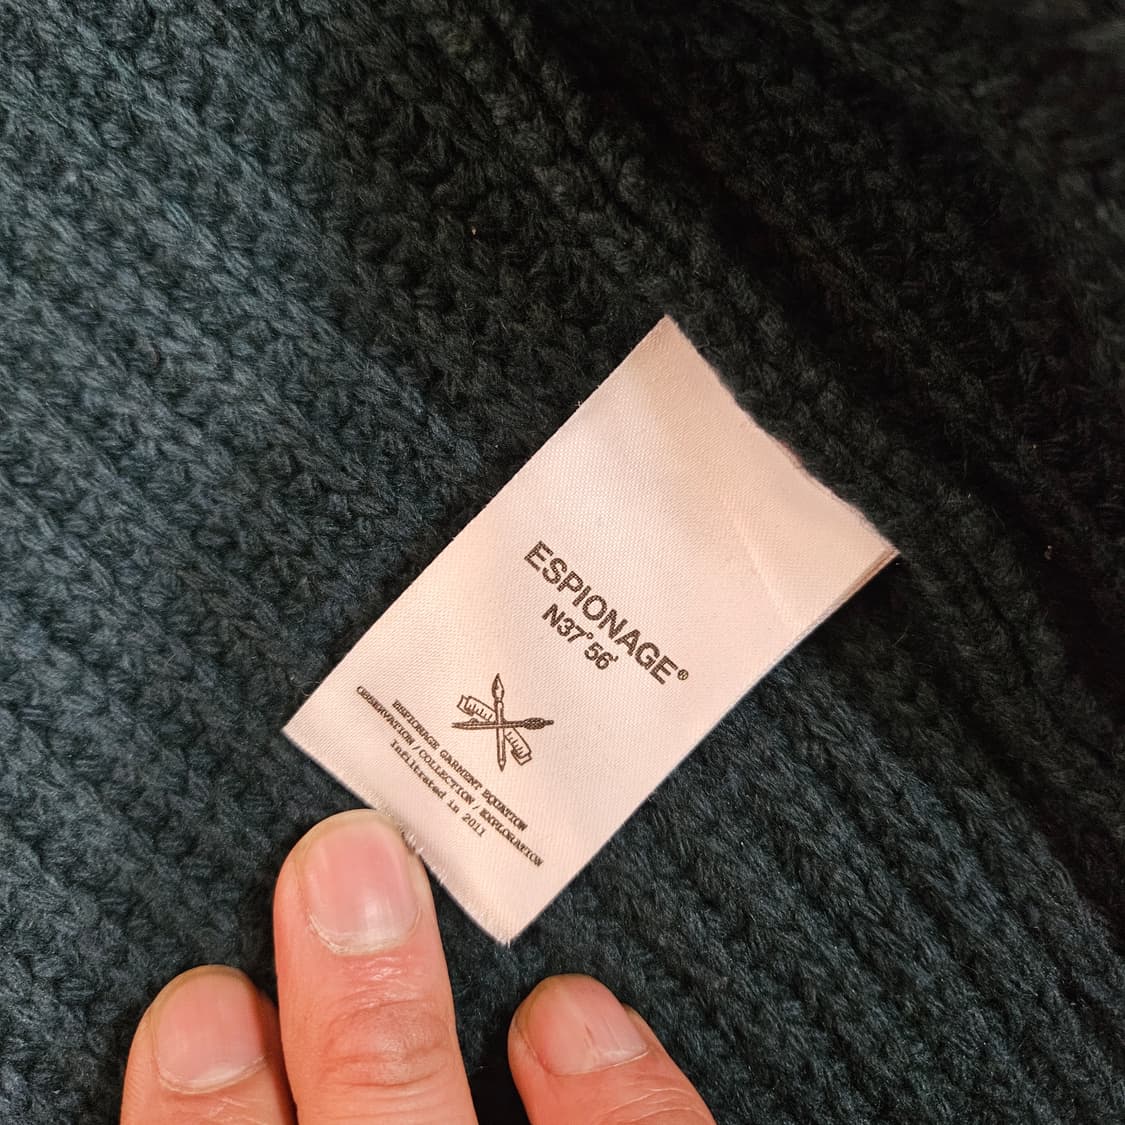 ESPIONAGE®
N37°56'
ESPIONAGE GARMENT EQUATION
OBSERVATION / COLLECTION / EXPLORATION
Infiltrated in 2011